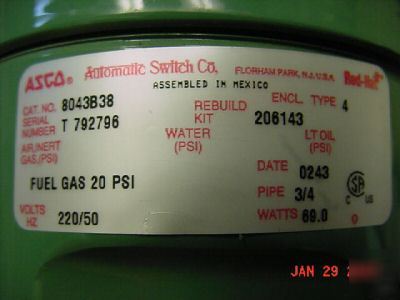 ASCO Automatic Switch Co. FLORHAM PARK, N.J. U.S.A. Red-Hat
ASSEMBLED IN MEXICO
CAT. NO. 8043B38 REBUILD KIT 206143 ENCL. TYPE 4
SERIAL NUMBER T 792796
AIR/INERT GAS,(PSI) WATER (PSI) LT OIL (PSI)
FUEL GAS 20 PSI DATE 0243
PIPE 3/4
VOLTS HZ 220/50 WATTS 69.0
C US
JAN 29